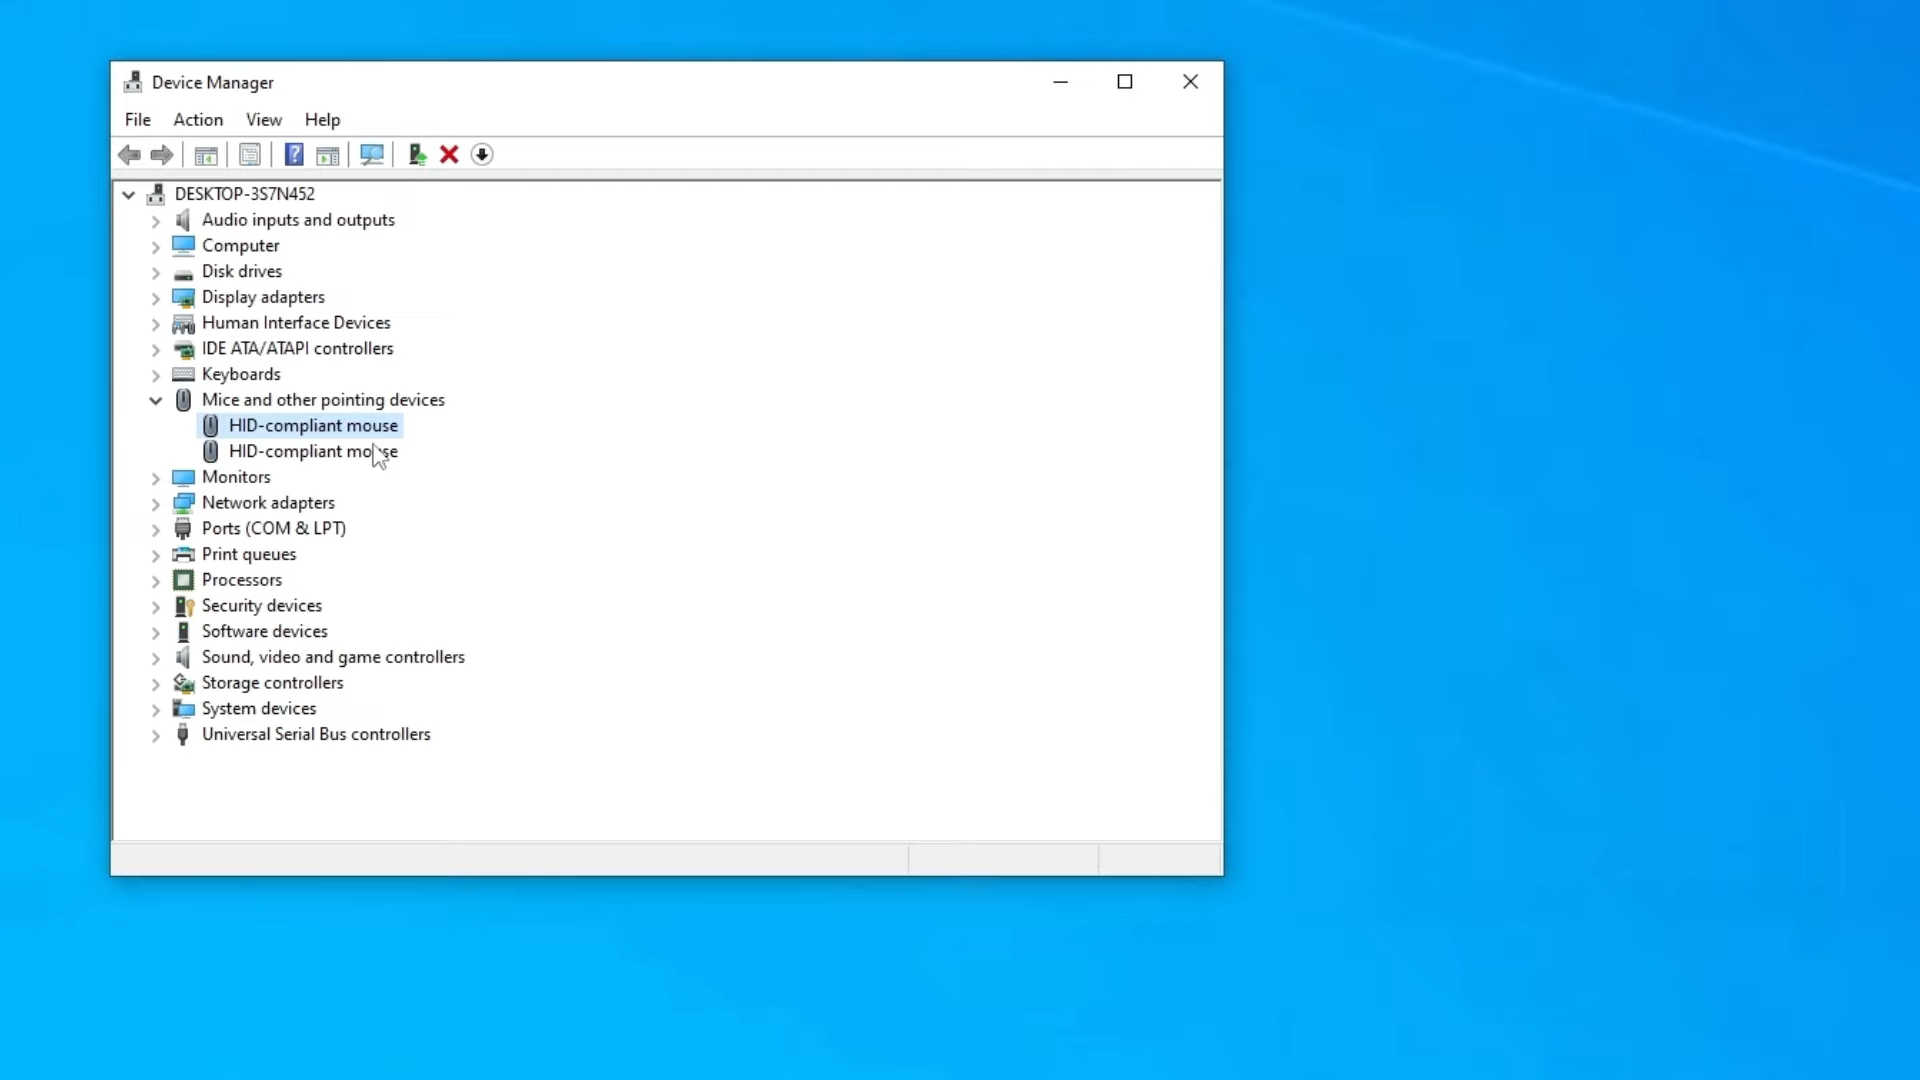 Device Manager
File Action View Help
DESKTOP-3S7N452
Audio inputs and outputs
Computer
Disk drives
Display adapters
Human Interface Devices
IDE ATA/ATAPI controllers
Keyboards
Mice and other pointing devices
HID-compliant mouse
HID-compliant mouse
Monitors
Network adapters
Ports (COM & LPT)
Print queues
Processors
Security devices
Software devices
Sound, video and game controllers
Storage controllers
System devices
Universal Serial Bus controllers